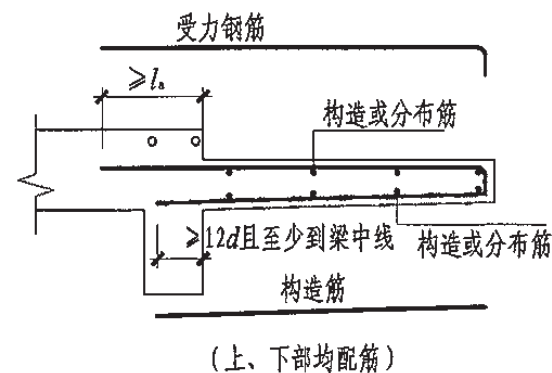 受力钢筋
≥la
构造或分布筋
≥12d且至少到梁中线
构造或分布筋
构造筋
(上、下部均配筋)